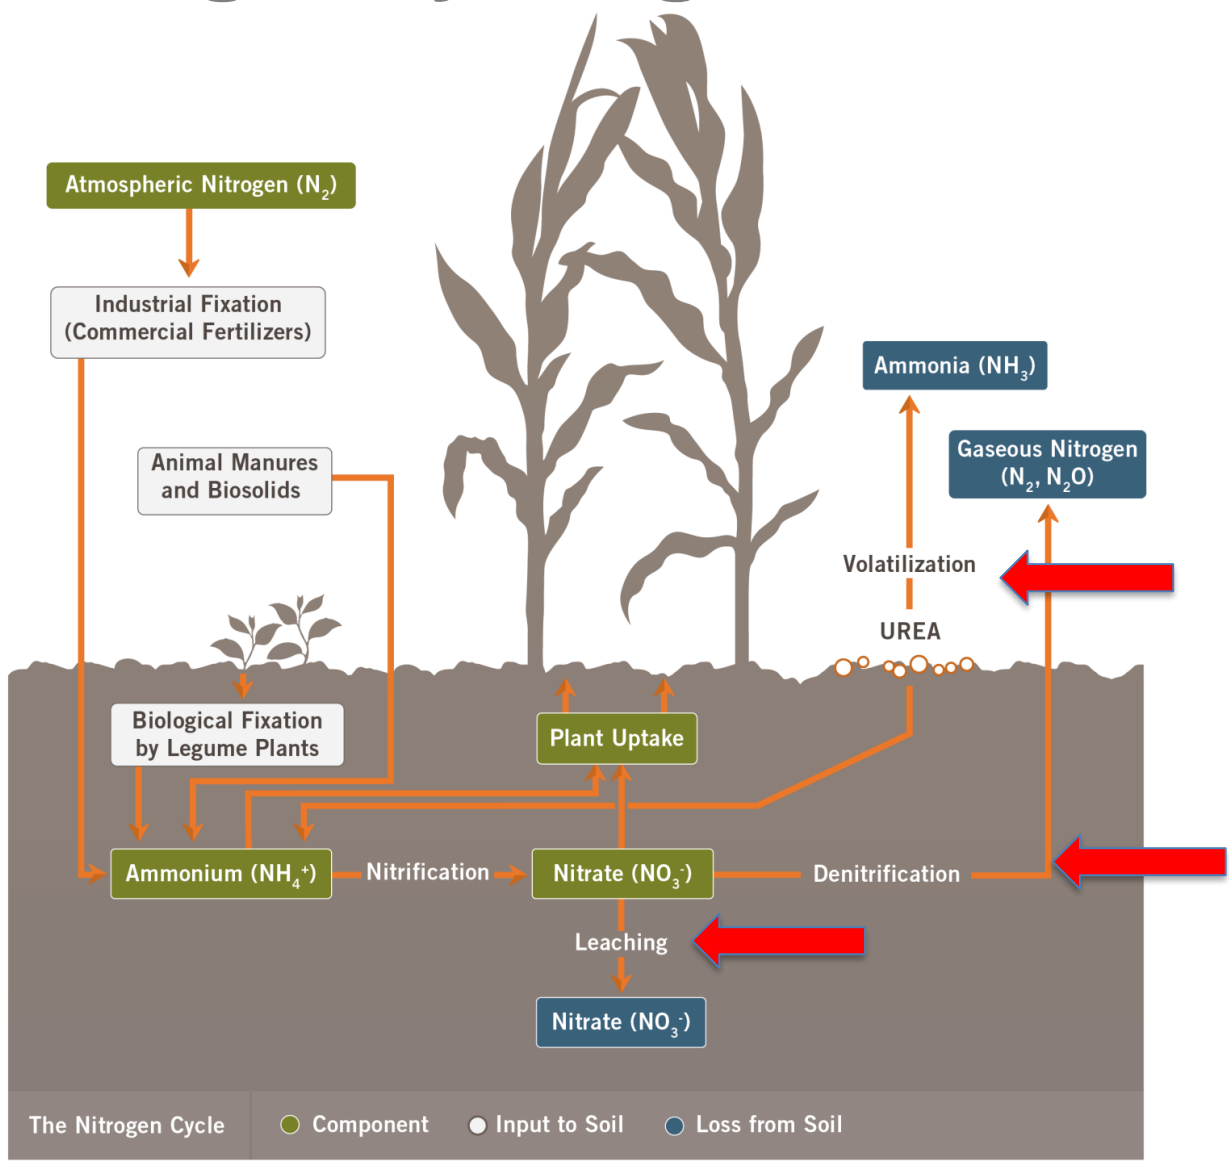 Atmospheric Nitrogen (N₂)
Industrial Fixation
(Commercial Fertilizers)
Ammonia (NH₃)
Gaseous Nitrogen
(N₂, N₂O)
Animal Manures
and Biosolids
Volatilization
UREA
Biological Fixation
by Legume Plants
Plant Uptake
Ammonium (NH₄⁺)
Nitrification
Nitrate (NO₃⁻)
Denitrification
Leaching
Nitrate (NO₃⁻)
The Nitrogen Cycle
Component
Input to Soil
Loss from Soil